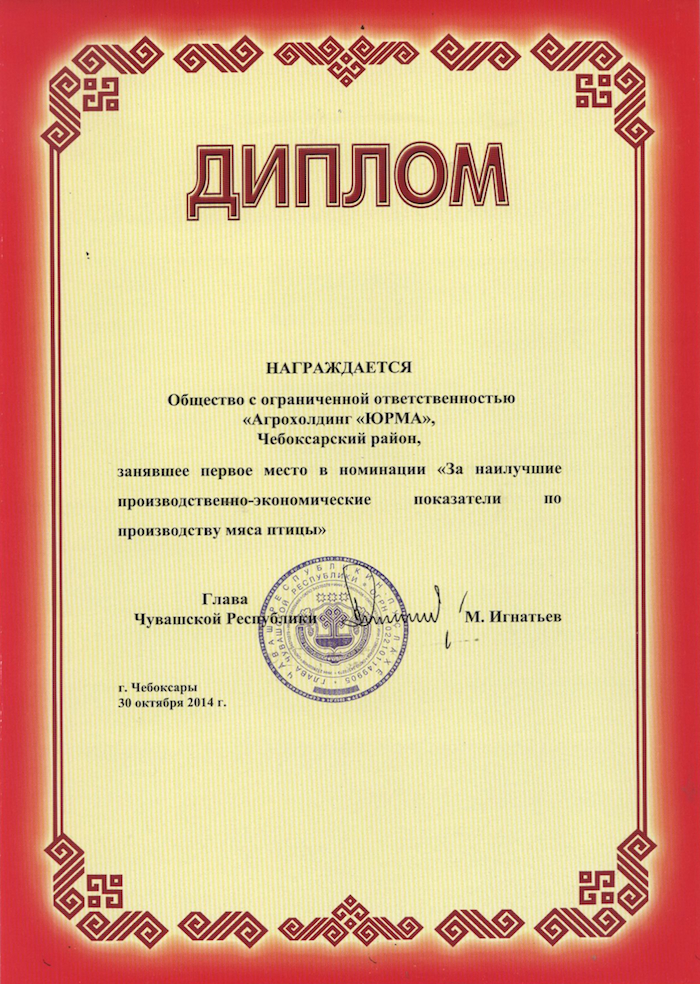 ДИПЛОМ
НАГРАЖДАЕТСЯ
Общество с ограниченной ответственностью
«Агрохолдинг «ЮРМА»,
Чебоксарский район,
занявшее первое место в номинации «За наилучшие
производственно-экономические показатели по
производству мяса птицы»
Глава
Чувашской Республики
М. Игнатьев
ГЛАВА ЧУВАШСКОЙ РЕСПУБЛИКИ
г. Чебоксары
30 октября 2014 г.